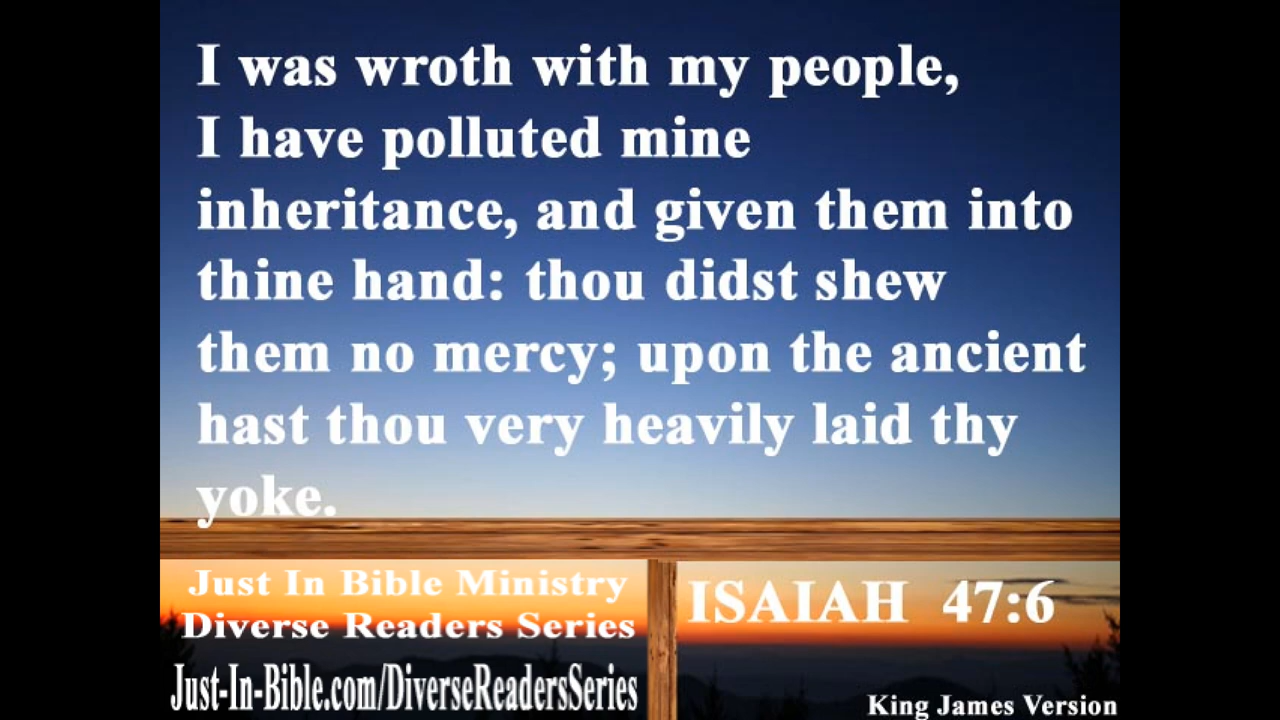 I was wroth with my people,
I have polluted mine
inheritance, and given them into
thine hand: thou didst shew
them no mercy; upon the ancient
hast thou very heavily laid thy
yoke.
Just In Bible Ministry
Diverse Readers Series
Just-In-Bible.com/DiverseReadersSeries
ISAIAH 47:6
King James Version